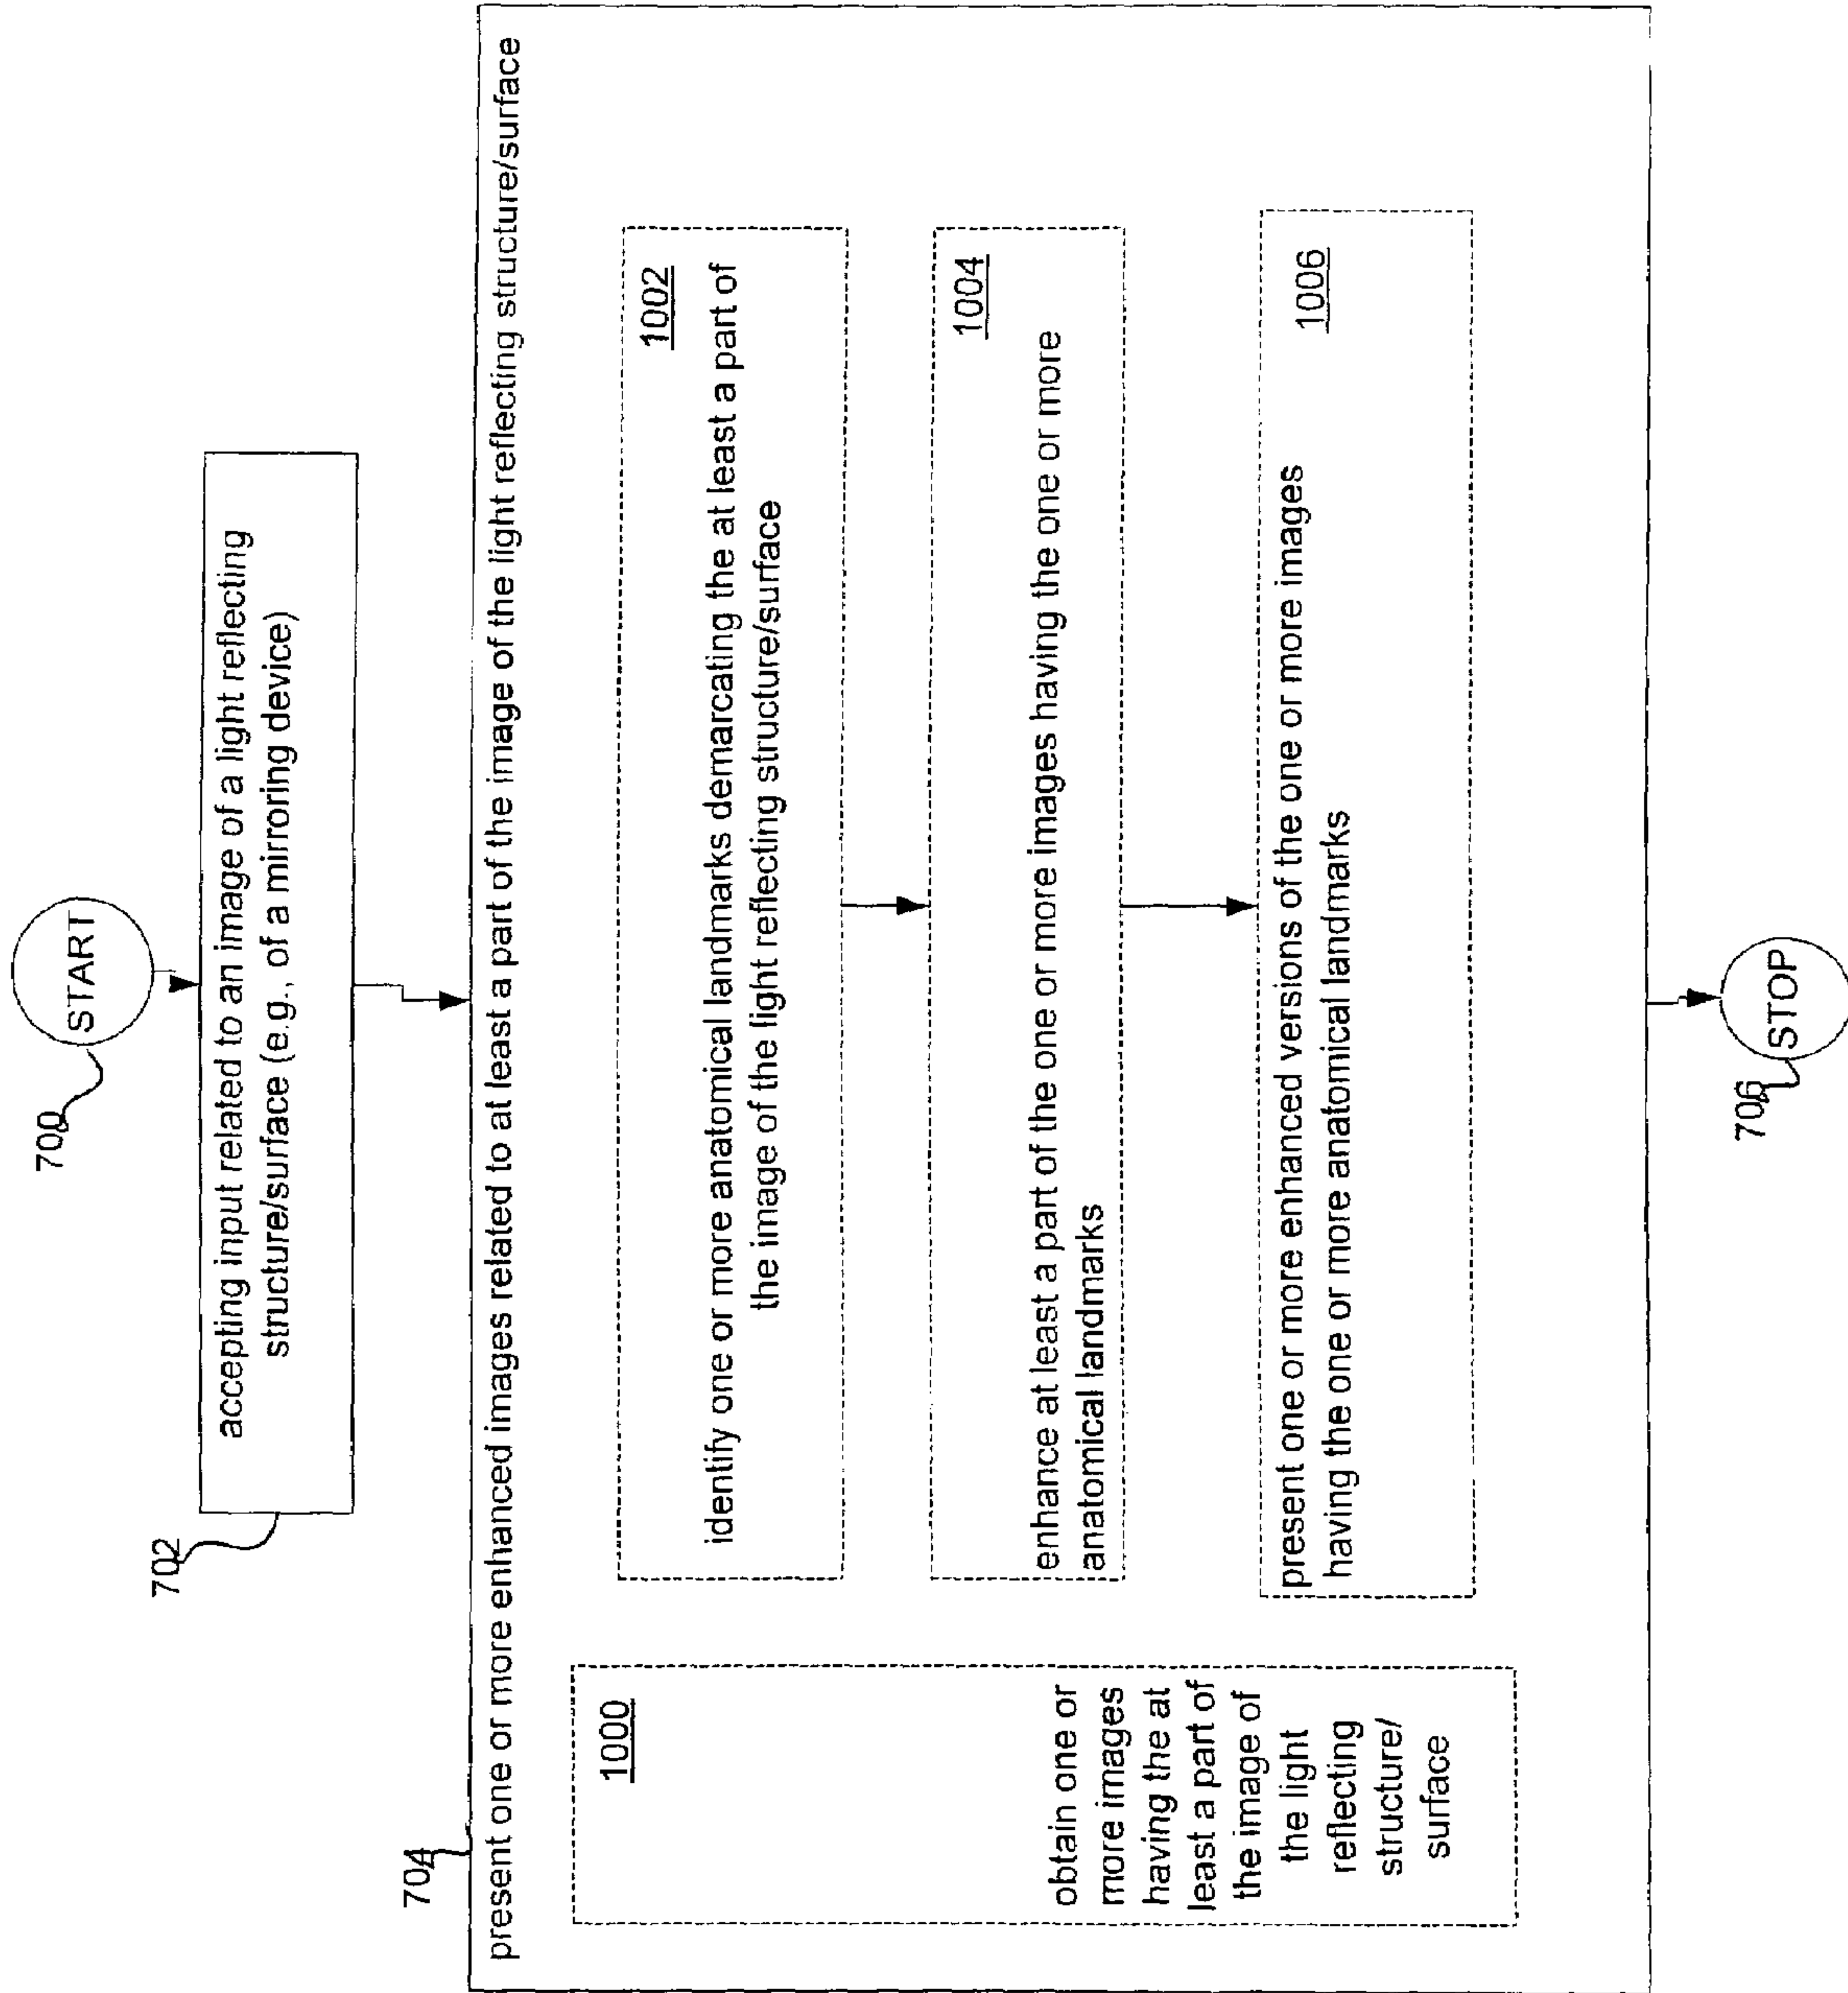 START
700
accepting input related to an image of a light reflecting
structure/surface (e.g., of a mirroring device)
702
704
present one or more enhanced images related to at least a part of the image of the light reflecting structure/surface
1000
obtain one or
more images
having the at
least a part of
the image of
the light
reflecting
structure/
surface
1002
identify one or more anatomical landmarks demarcating the at least a part of
the image of the light reflecting structure/surface
1004
enhance at least a part of the one or more images having the one or more
anatomical landmarks
1006
present one or more enhanced versions of the one or more images
having the one or more anatomical landmarks
706
STOP